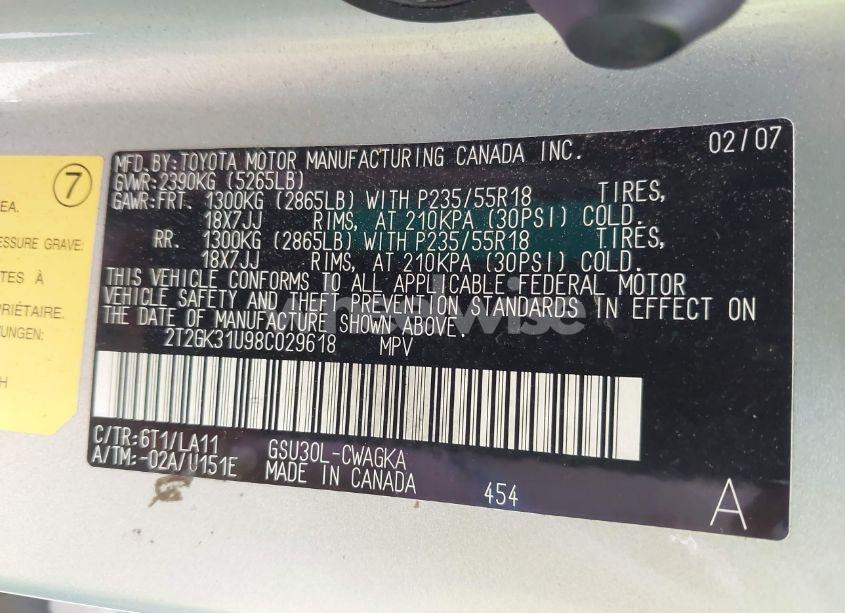 7
EA.
ESSURE GRAVE:
TES À
PRIÉTAIRE.
UNGEN:
H
MFD. BY: TOYOTA MOTOR MANUFACTURING CANADA INC. 02/07
GVWR: 2390KG (5265LB)
GAWR: FRT. 1300KG (2865LB) WITH P235/55R18 TIRES,
18X7JJ RIMS, AT 210KPA (30PSI) COLD.
RR. 1300KG (2865LB) WITH P235/55R18 TIRES,
18X7JJ RIMS, AT 210KPA (30PSI) COLD.
THIS VEHICLE CONFORMS TO ALL APPLICABLE FEDERAL MOTOR
VEHICLE SAFETY AND THEFT PREVENTION STANDARDS IN EFFECT ON
THE DATE OF MANUFACTURE SHOWN ABOVE.
2T2GK31U98C029618 MPV
C/TR: 6T1/LA11 GSU30L-CWAGKA
A/TM: -02A/U151E MADE IN CANADA 454 A